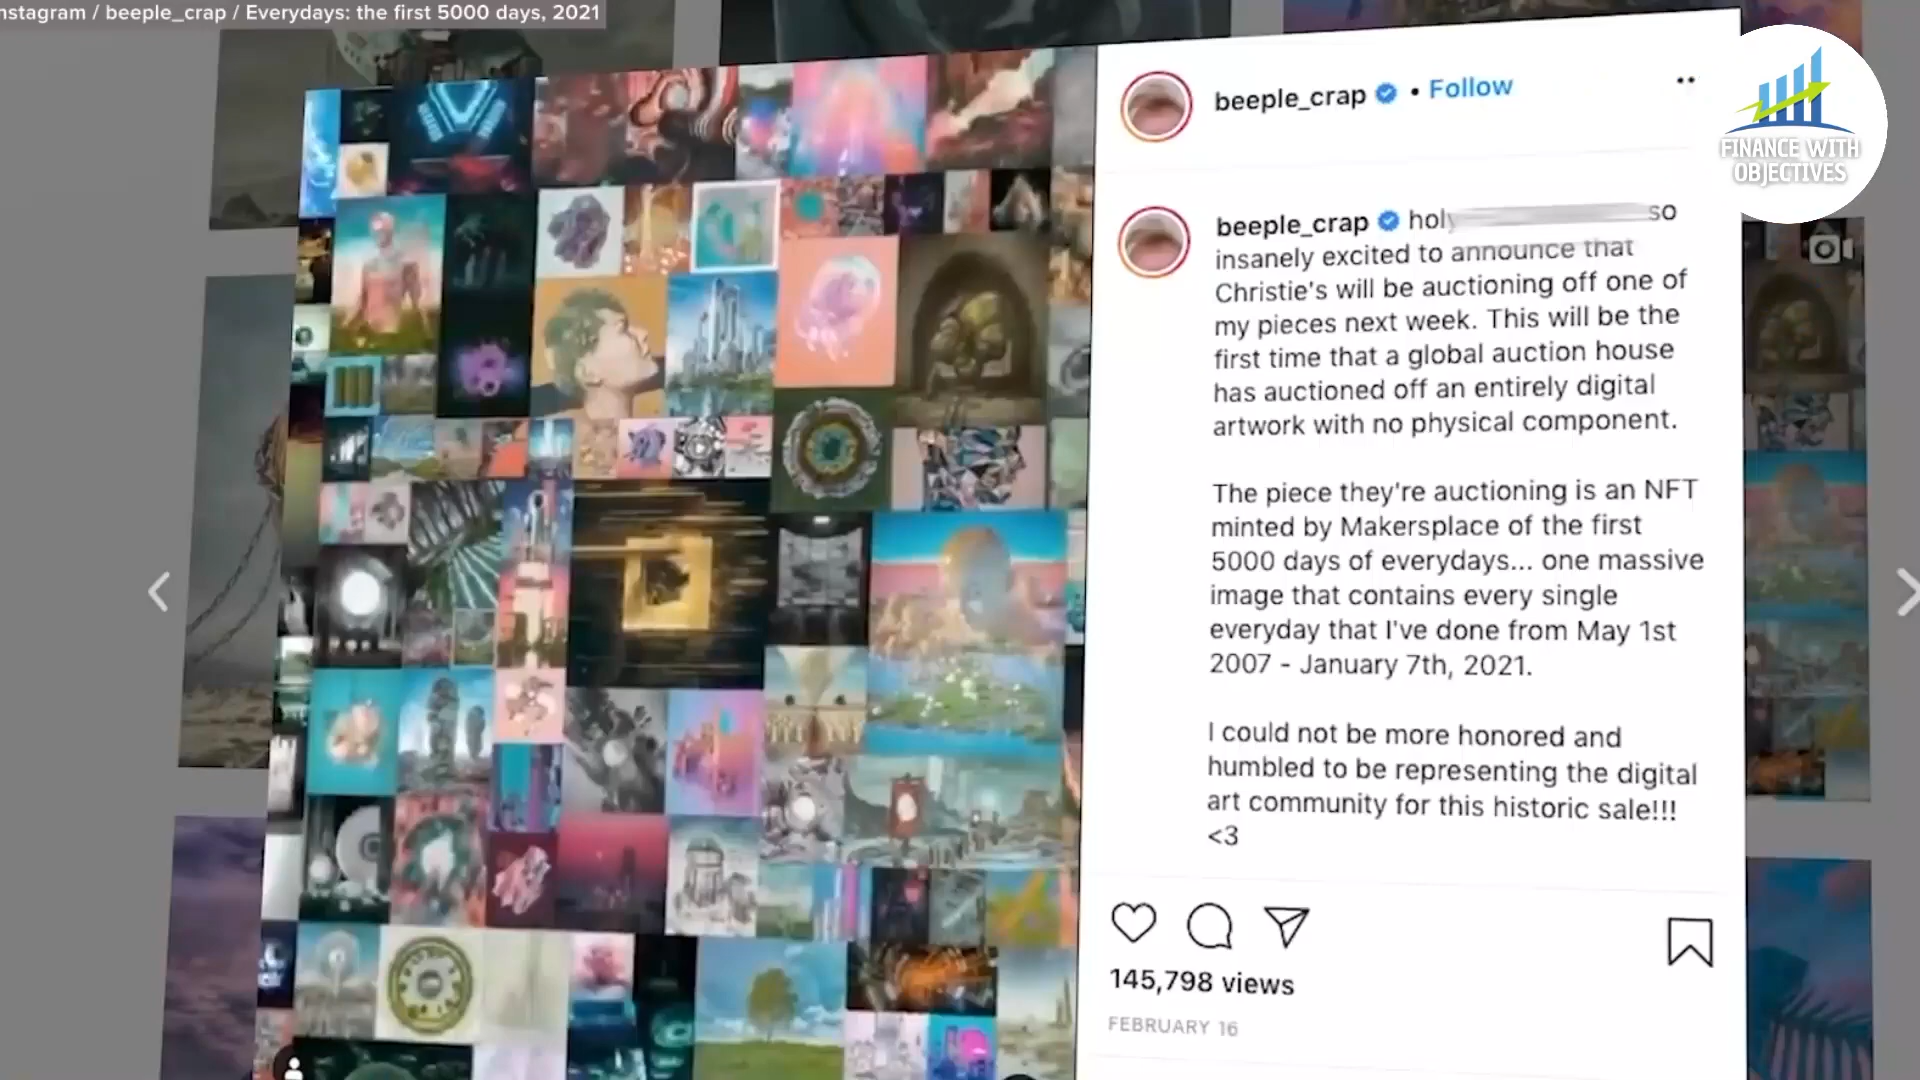 nstagram / beeple_crap / Everydays: the first 5000 days, 2021
beeple_crap • Follow
FINANCE WITH
OBJECTIVES
beeple_crap holy so
insanely excited to announce that
Christie's will be auctioning off one of
my pieces next week. This will be the
first time that a global auction house
has auctioned off an entirely digital
artwork with no physical component.
The piece they're auctioning is an NFT
minted by Makersplace of the first
5000 days of everydays... one massive
image that contains every single
everyday that I've done from May 1st
2007 - January 7th, 2021.
I could not be more honored and
humbled to be representing the digital
art community for this historic sale!!!
<3
145,798 views
FEBRUARY 16